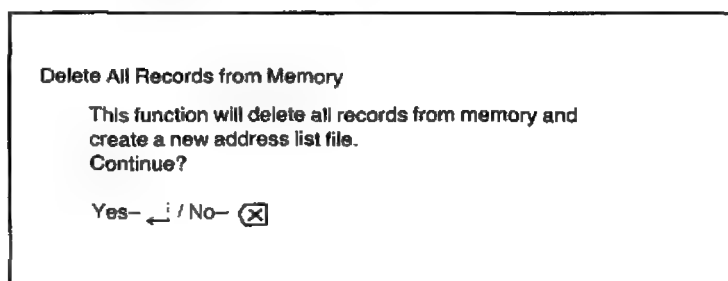 Delete All Records from Memory
This function will delete all records from memory and
create a new address list file.
Continue?
Yes– ↵ / No– ⌫